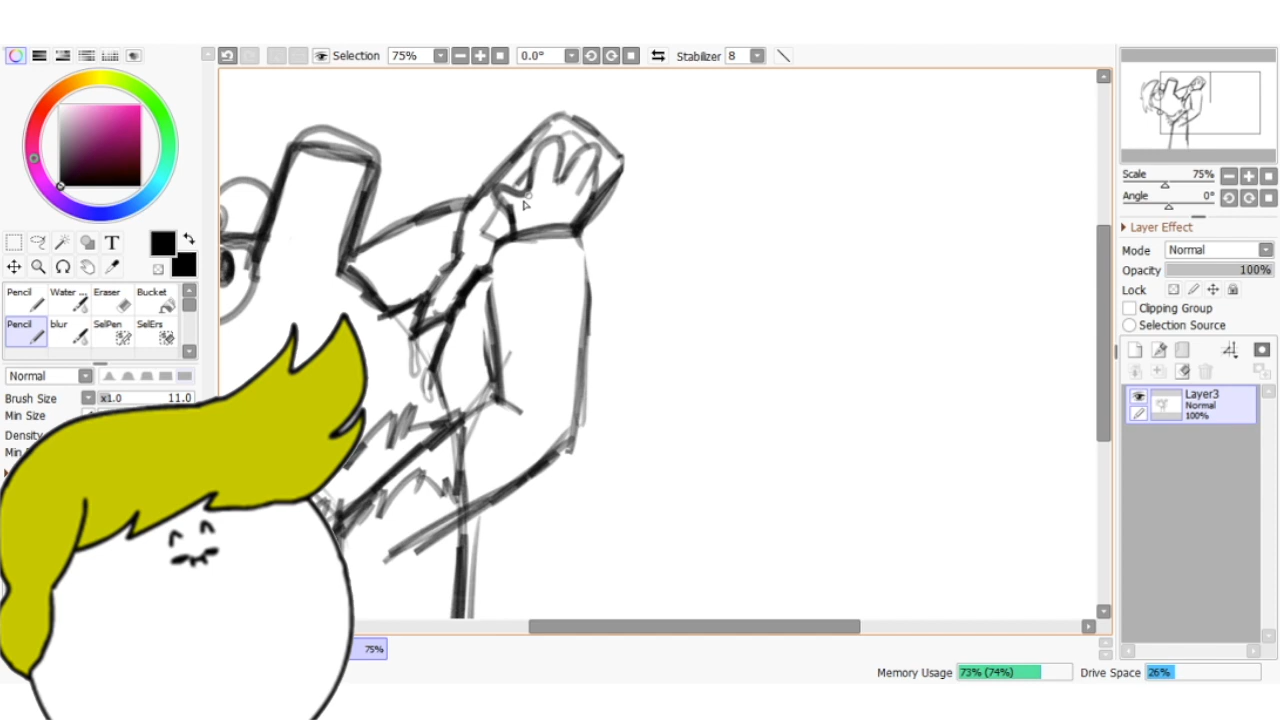 Selection 75% 0.0° Stabilizer 8
Scale 75%
Angle 0°
Layer Effect
Mode Normal
Opacity 100%
Lock
Clipping Group
Selection Source
Layer3
Normal
100%
T
Pencil Water ... Eraser Bucket
Pencil blur SelPen SelErs
Normal
Brush Size x1.0 11.0
Min Size
Density
Min
75%
Memory Usage 73% (74%) Drive Space 26%